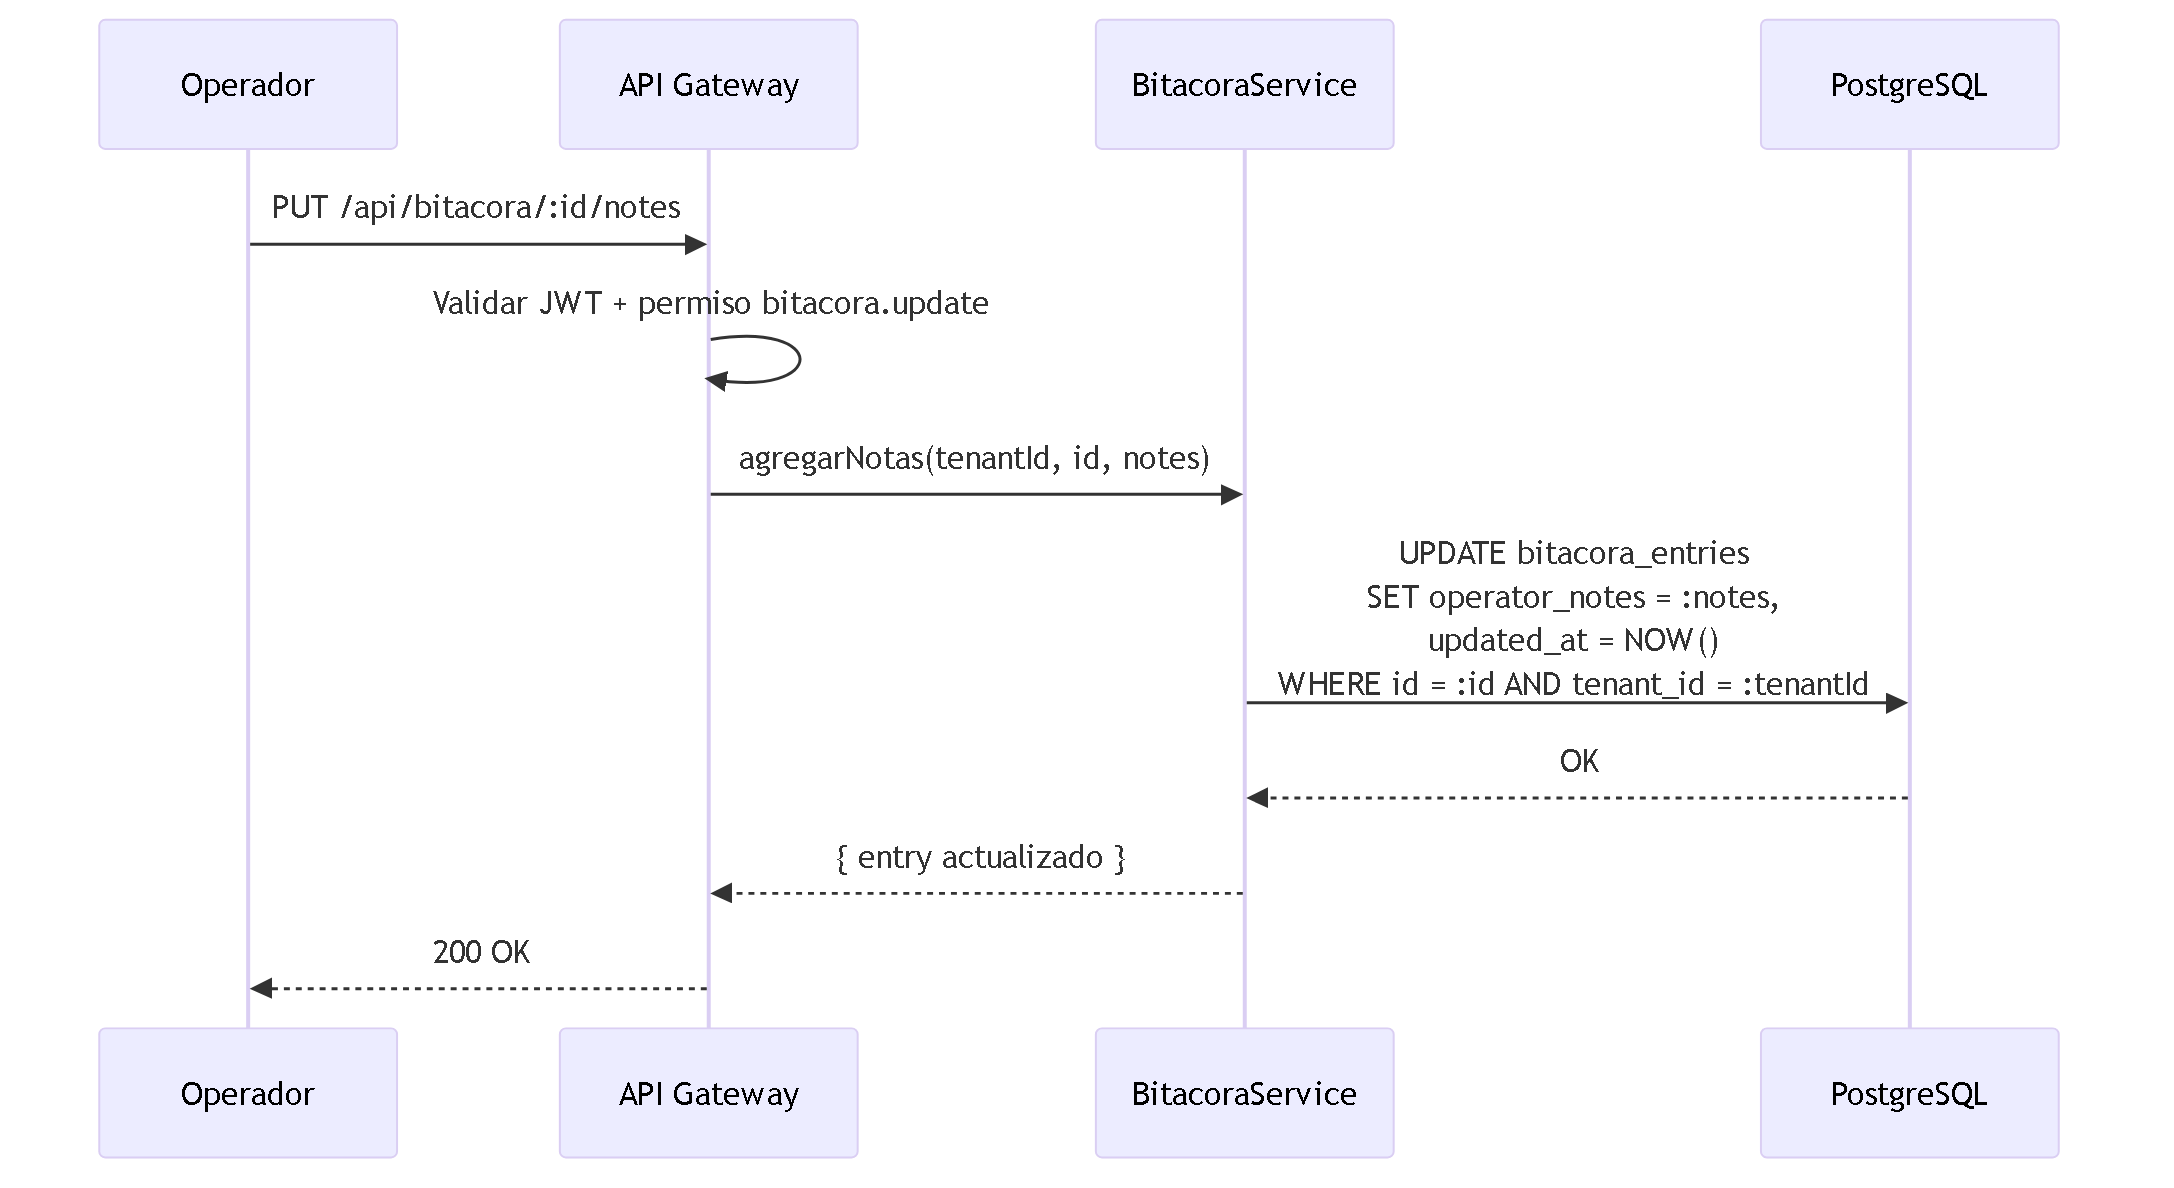 Operador
API Gateway
BitacoraService
PostgreSQL
PUT /api/bitacora/:id/notes
Validar JWT + permiso bitacora.update
agregarNotas(tenantId, id, notes)
UPDATE bitacora_entries
SET operator_notes = :notes,
updated_at = NOW()
WHERE id = :id AND tenant_id = :tenantId
OK
{ entry actualizado }
200 OK
Operador
API Gateway
BitacoraService
PostgreSQL